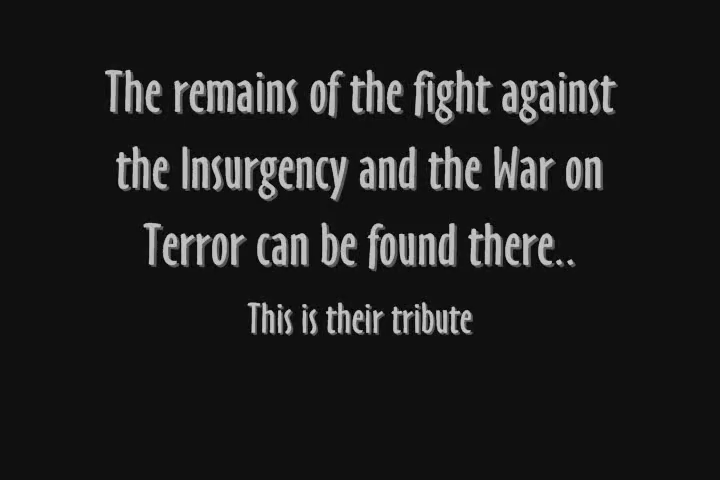 The remains of the fight against
the Insurgency and the War on
Terror can be found there..
This is their tribute